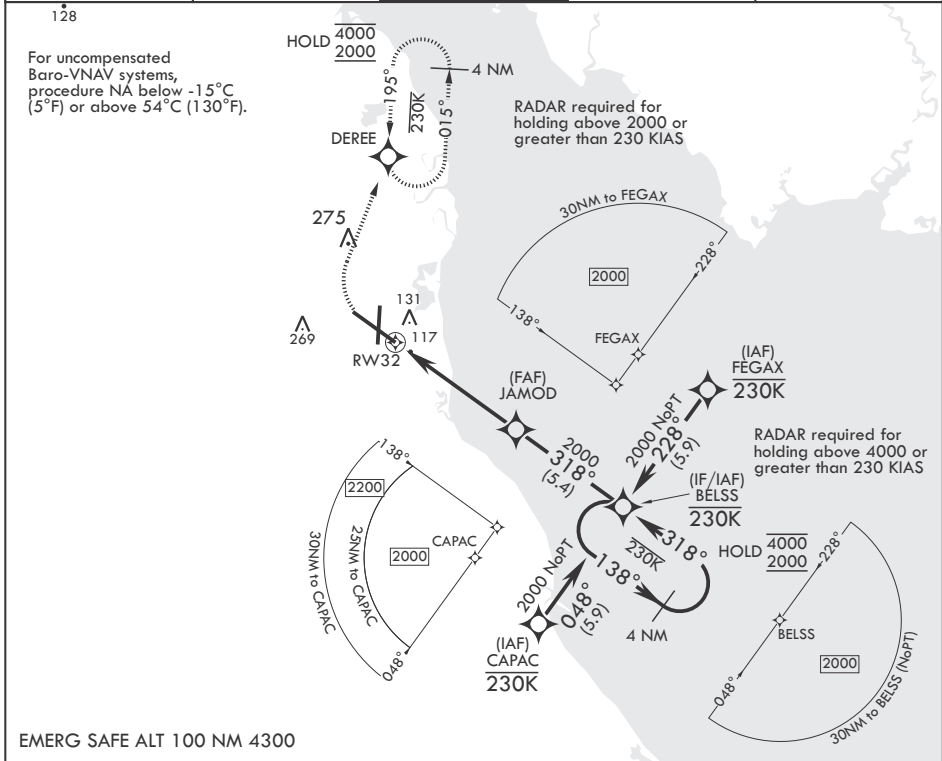 128
For uncompensated
Baro-VNAV systems,
procedure NA below -15°C
(5°F) or above 54°C (130°F).
HOLD 4000
2000
4 NM
195°
230K
015°
DEREE
RADAR required for
holding above 2000 or
greater than 230 KIAS
275
30NM to FEGAX
2000
228°
138°
FEGAX
131
117
269
RW32
(FAF)
JAMOD
(IAF)
FEGAX
230K
2000 NoPT
228°
(5.9)
RADAR required for
holding above 4000 or
greater than 230 KIAS
2000
318°
(5.4)
(IF/IAF)
BELSS
230K
138°
2200
2000
CAPAC
30NM to CAPAC
25NM to CAPAC
048°
318°
230K
138°
4 NM
HOLD 4000
2000
2000 NoPT
048°
(5.9)
(IAF)
CAPAC
230K
228°
BELSS
2000
048°
30NM to BELSS (NoPT)
EMERG SAFE ALT 100 NM 4300